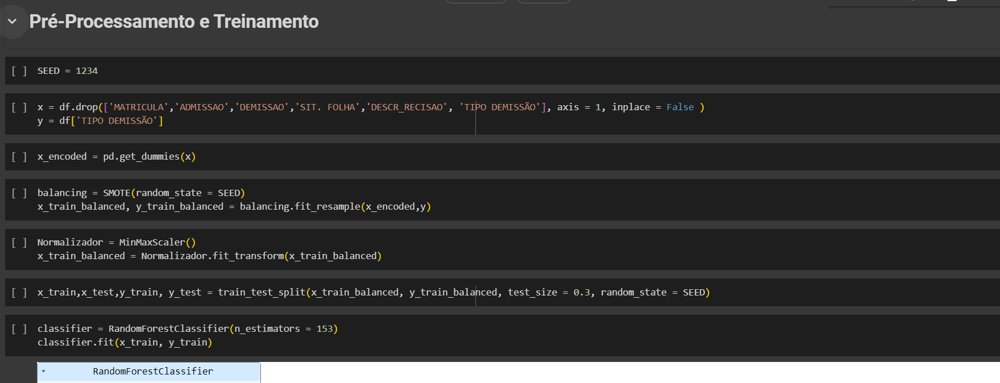 Pré-Processamento e Treinamento
[ ] SEED = 1234
[ ] x = df.drop(['MATRICULA','ADMISSAO','DEMISSAO','SIT. FOLHA','DESCR_RECISAO', 'TIPO DEMISSÃO'], axis = 1, inplace = False )
y = df['TIPO DEMISSÃO']
[ ] x_encoded = pd.get_dummies(x)
[ ] balancing = SMOTE(random_state = SEED)
x_train_balanced, y_train_balanced = balancing.fit_resample(x_encoded,y)
[ ] Normalizador = MinMaxScaler()
x_train_balanced = Normalizador.fit_transform(x_train_balanced)
[ ] x_train,x_test,y_train, y_test = train_test_split(x_train_balanced, y_train_balanced, test_size = 0.3, random_state = SEED)
[ ] classifier = RandomForestClassifier(n_estimators = 153)
classifier.fit(x_train, y_train)
RandomForestClassifier